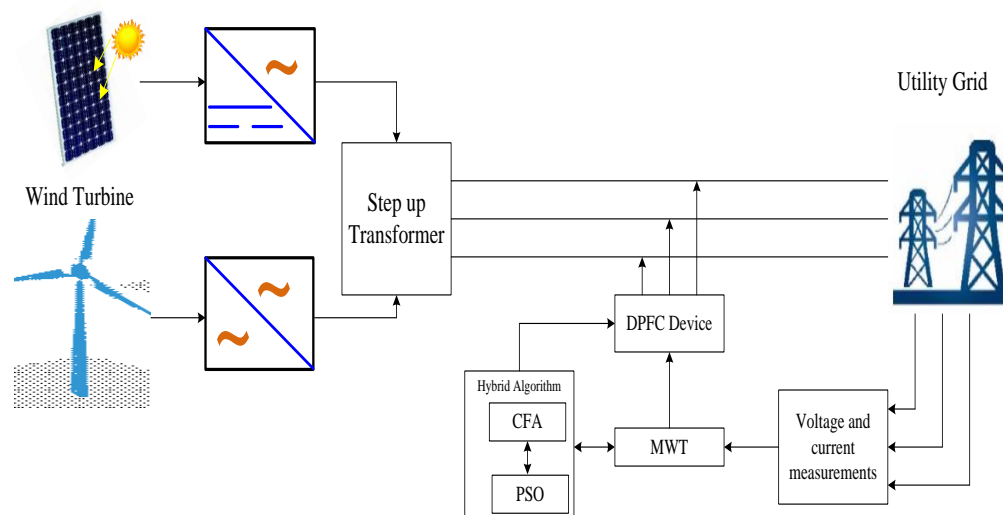 Utility Grid
Wind Turbine
Step up
Transformer
DPFC Device
Hybrid Algorithm
CFA
PSO
MWT
Voltage and
current
measurements